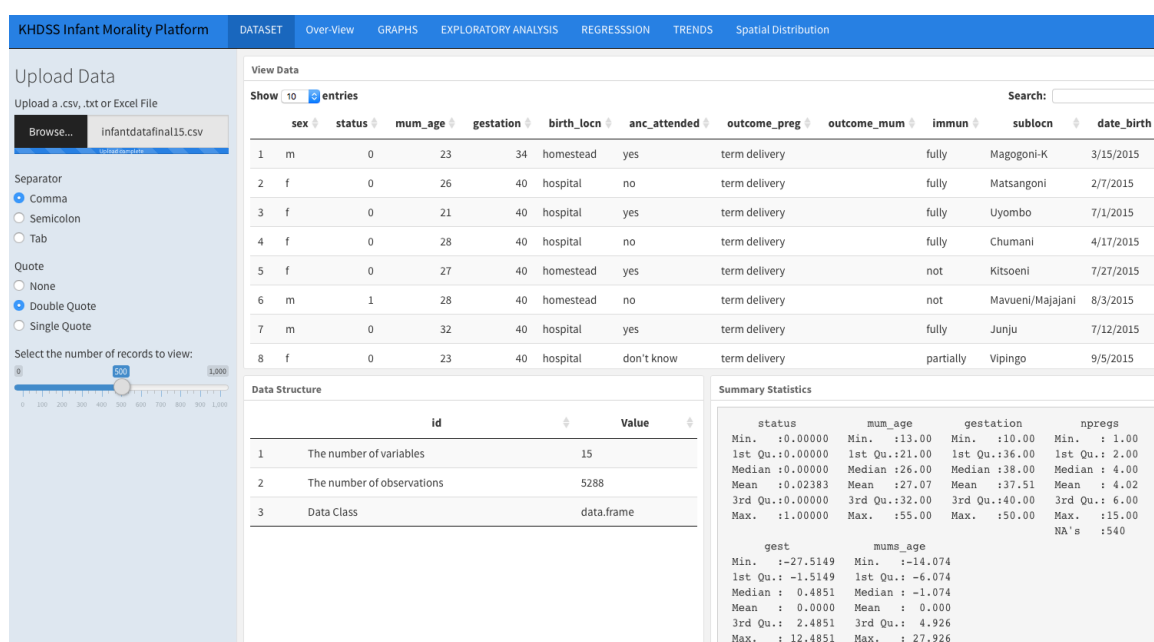 KHDSS Infant Morality Platform DATASET Over-View GRAPHS EXPLORATORY ANALYSIS REGRESSSION TRENDS Spatial Distribution
Upload Data
Upload a .csv, .txt or Excel File
Browse... infantdatafinal15.csv
Upload complete
Separator
Comma
Semicolon
Tab
Quote
None
Double Quote
Single Quote
Select the number of records to view:
0 500 1,000
0 100 200 300 400 500 600 700 800 900 1,000
View Data
Show 10 entries Search:
sex status mum_age gestation birth_locn anc_attended outcome_preg outcome_mum immun sublocn date_birth
1 m 0 23 34 homestead yes term delivery fully Magogoni-K 3/15/2015
2 f 0 26 40 hospital no term delivery fully Matsangoni 2/7/2015
3 f 0 21 40 hospital yes term delivery fully Uyombo 7/1/2015
4 f 0 28 40 hospital no term delivery fully Chumani 4/17/2015
5 f 0 27 40 homestead yes term delivery not Kitsoeni 7/27/2015
6 m 1 28 40 homestead no term delivery not Mavueni/Majajani 8/3/2015
7 m 0 32 40 hospital yes term delivery fully Junju 7/12/2015
8 f 0 23 40 hospital don't know term delivery partially Vipingo 9/5/2015
Data Structure
id Value
1 The number of variables 15
2 The number of observations 5288
3 Data Class data.frame
Summary Statistics
status mum_age gestation npregs
Min. :0.00000 Min. :13.00 Min. :10.00 Min. : 1.00
1st Qu.:0.00000 1st Qu.:21.00 1st Qu.:36.00 1st Qu.: 2.00
Median :0.00000 Median :26.00 Median :38.00 Median : 4.00
Mean :0.02383 Mean :27.07 Mean :37.51 Mean : 4.02
3rd Qu.:0.00000 3rd Qu.:32.00 3rd Qu.:40.00 3rd Qu.: 6.00
Max. :1.00000 Max. :55.00 Max. :50.00 Max. :15.00
NA's :540
gest mums_age
Min. :-27.5149 Min. :-14.074
1st Qu.: -1.5149 1st Qu.: -6.074
Median : 0.4851 Median : -1.074
Mean : 0.0000 Mean : 0.000
3rd Qu.: 2.4851 3rd Qu.: 4.926
Max. : 12.4851 Max. : 27.926